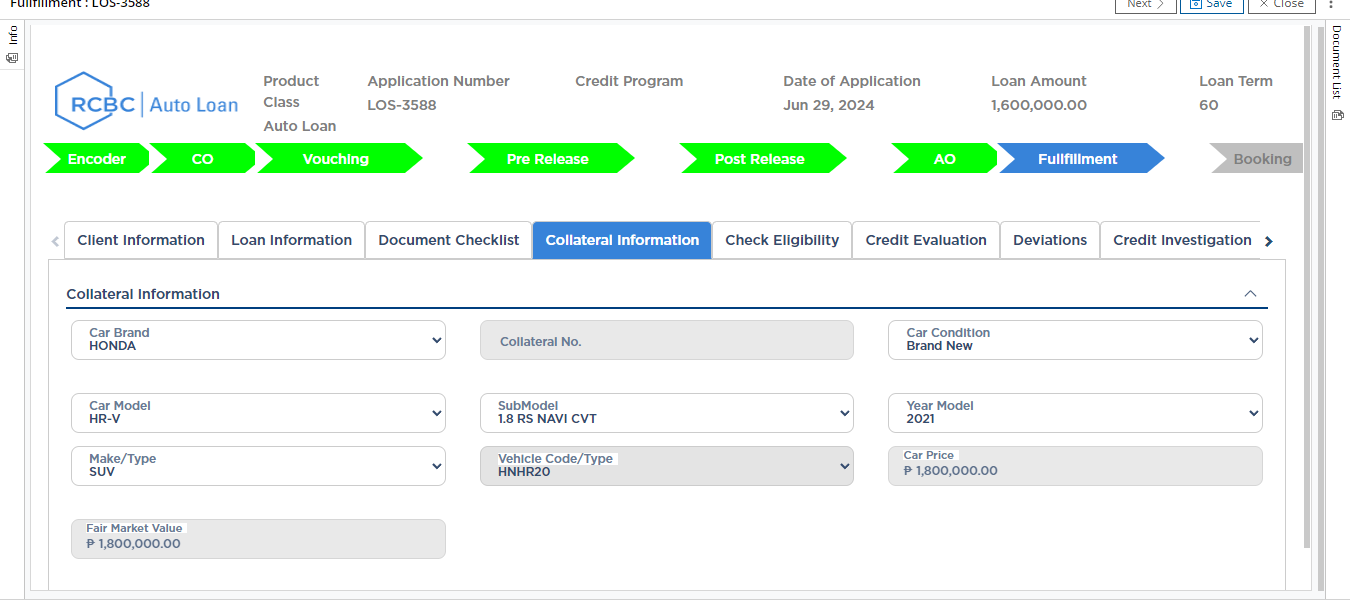 Fullfillment : LOS-3588
Next
Save
Close
Info
Document List
RCBC Auto Loan
Product Class
Auto Loan
Application Number
LOS-3588
Credit Program
Date of Application
Jun 29, 2024
Loan Amount
1,600,000.00
Loan Term
60
Encoder
CO
Vouching
Pre Release
Post Release
AO
Fullfillment
Booking
Client Information
Loan Information
Document Checklist
Collateral Information
Check Eligibility
Credit Evaluation
Deviations
Credit Investigation
Collateral Information
Car Brand
HONDA
Collateral No.
Car Condition
Brand New
Car Model
HR-V
SubModel
1.8 RS NAVI CVT
Year Model
2021
Make/Type
SUV
Vehicle Code/Type
HNHR20
Car Price
₱ 1,800,000.00
Fair Market Value
₱ 1,800,000.00